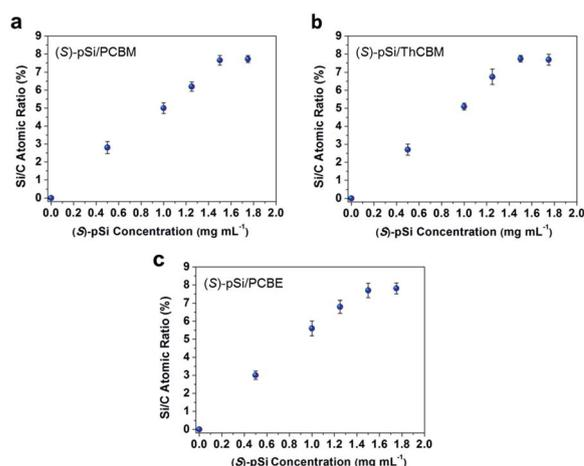 a
(S)-pSi/PCBM
Si/C Atomic Ratio (%)
9
8
7
6
5
4
3
2
1
0
0.0 0.2 0.4 0.6 0.8 1.0 1.2 1.4 1.6 1.8 2.0
(S)-pSi Concentration (mg mL⁻¹)
b
(S)-pSi/ThCBM
Si/C Atomic Ratio (%)
9
8
7
6
5
4
3
2
1
0
0.0 0.2 0.4 0.6 0.8 1.0 1.2 1.4 1.6 1.8 2.0
(S)-pSi Concentration (mg mL⁻¹)
c
(S)-pSi/PCBE
Si/C Atomic Ratio (%)
9
8
7
6
5
4
3
2
1
0
0.0 0.2 0.4 0.6 0.8 1.0 1.2 1.4 1.6 1.8 2.0
(S)-pSi Concentration (mg mL⁻¹)